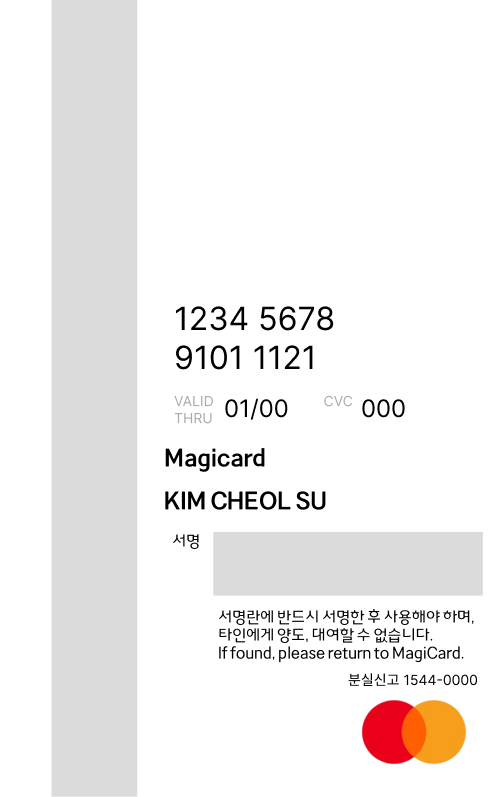 1234 5678
9101 1121
VALID THRU 01/00 CVC 000
Magicard
KIM CHEOL SU
서명
서명란에 반드시 서명한 후 사용해야 하며,
타인에게 양도, 대여할 수 없습니다.
If found, please return to MagiCard.
분실신고 1544-0000